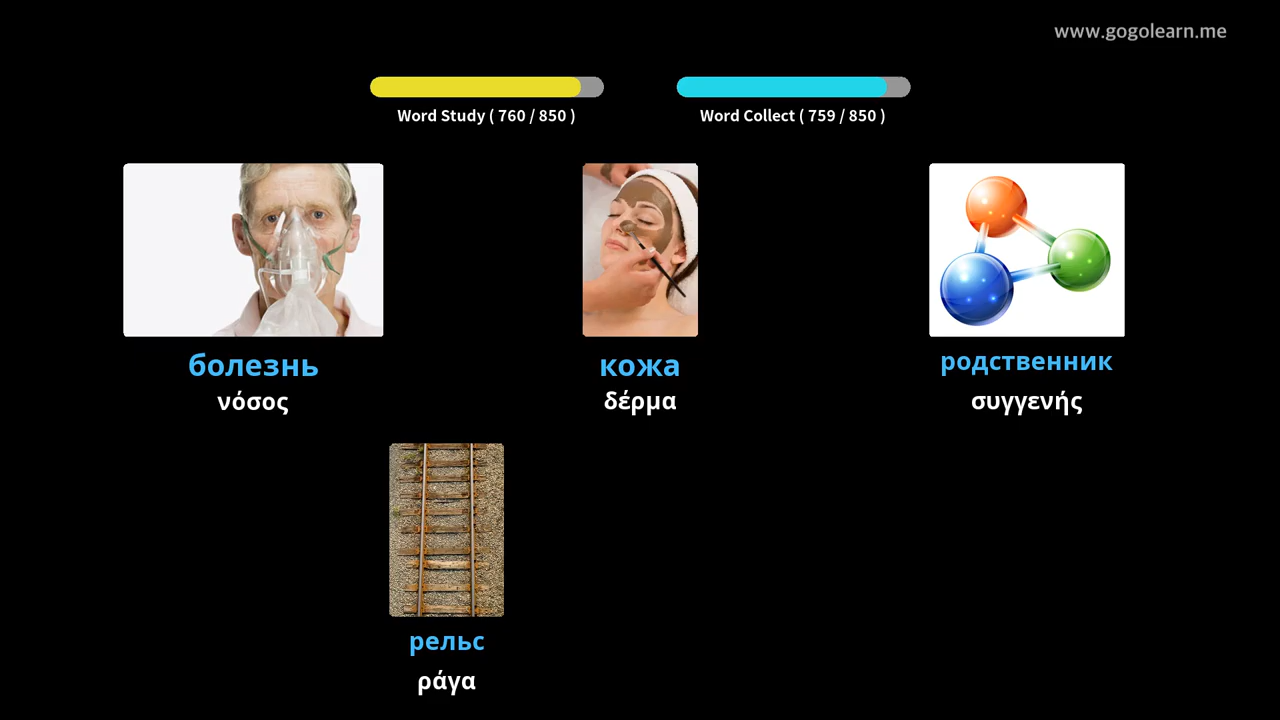 www.gogolearn.me
Word Study ( 760 / 850 )
Word Collect ( 759 / 850 )
болезнь
νόσος
кожа
δέρμα
родственник
συγγενής
рельс
ράγα